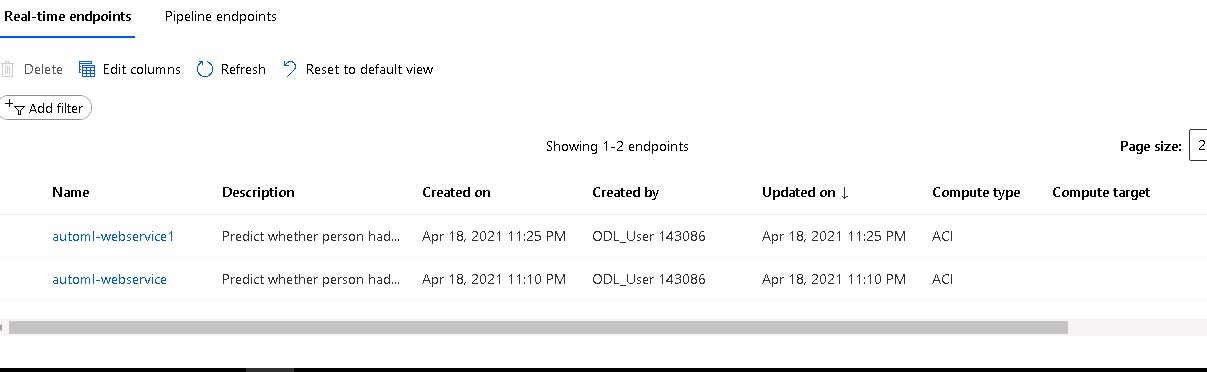 Real-time endpoints Pipeline endpoints
Delete Edit columns Refresh Reset to default view
Add filter
Showing 1-2 endpoints Page size: 2
Name Description Created on Created by Updated on ↓ Compute type Compute target
automl-webservice1 Predict whether person had... Apr 18, 2021 11:25 PM ODL_User 143086 Apr 18, 2021 11:25 PM ACI
automl-webservice Predict whether person had... Apr 18, 2021 11:10 PM ODL_User 143086 Apr 18, 2021 11:10 PM ACI